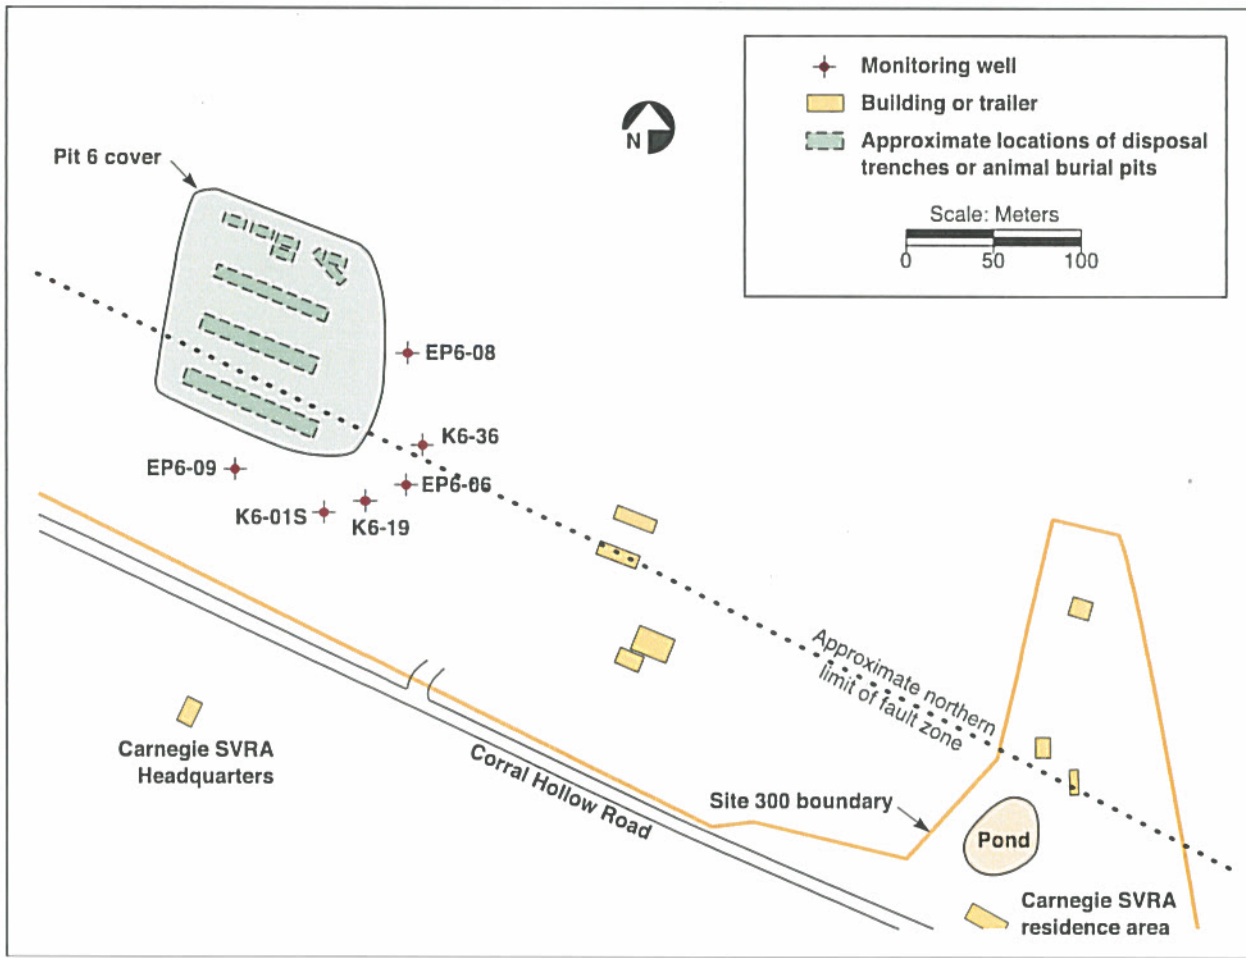 Monitoring well
Building or trailer
Approximate locations of disposal
trenches or animal burial pits
Scale: Meters
0 50 100
N
Pit 6 cover
EP6-08
K6-36
EP6-09
EP6-06
K6-01S
K6-19
Approximate northern
limit of fault zone
Carnegie SVRA
Headquarters
Corral Hollow Road
Site 300 boundary
Pond
Carnegie SVRA
residence area